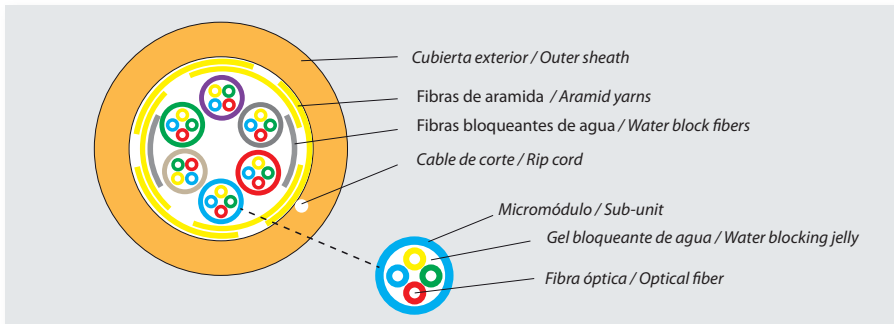 Cubierta exterior / Outer sheath
Fibras de aramida / Aramid yarns
Fibras bloqueantes de agua / Water block fibers
Cable de corte / Rip cord
Micromódulo / Sub-unit
Gel bloqueante de agua / Water blocking jelly
Fibra óptica / Optical fiber